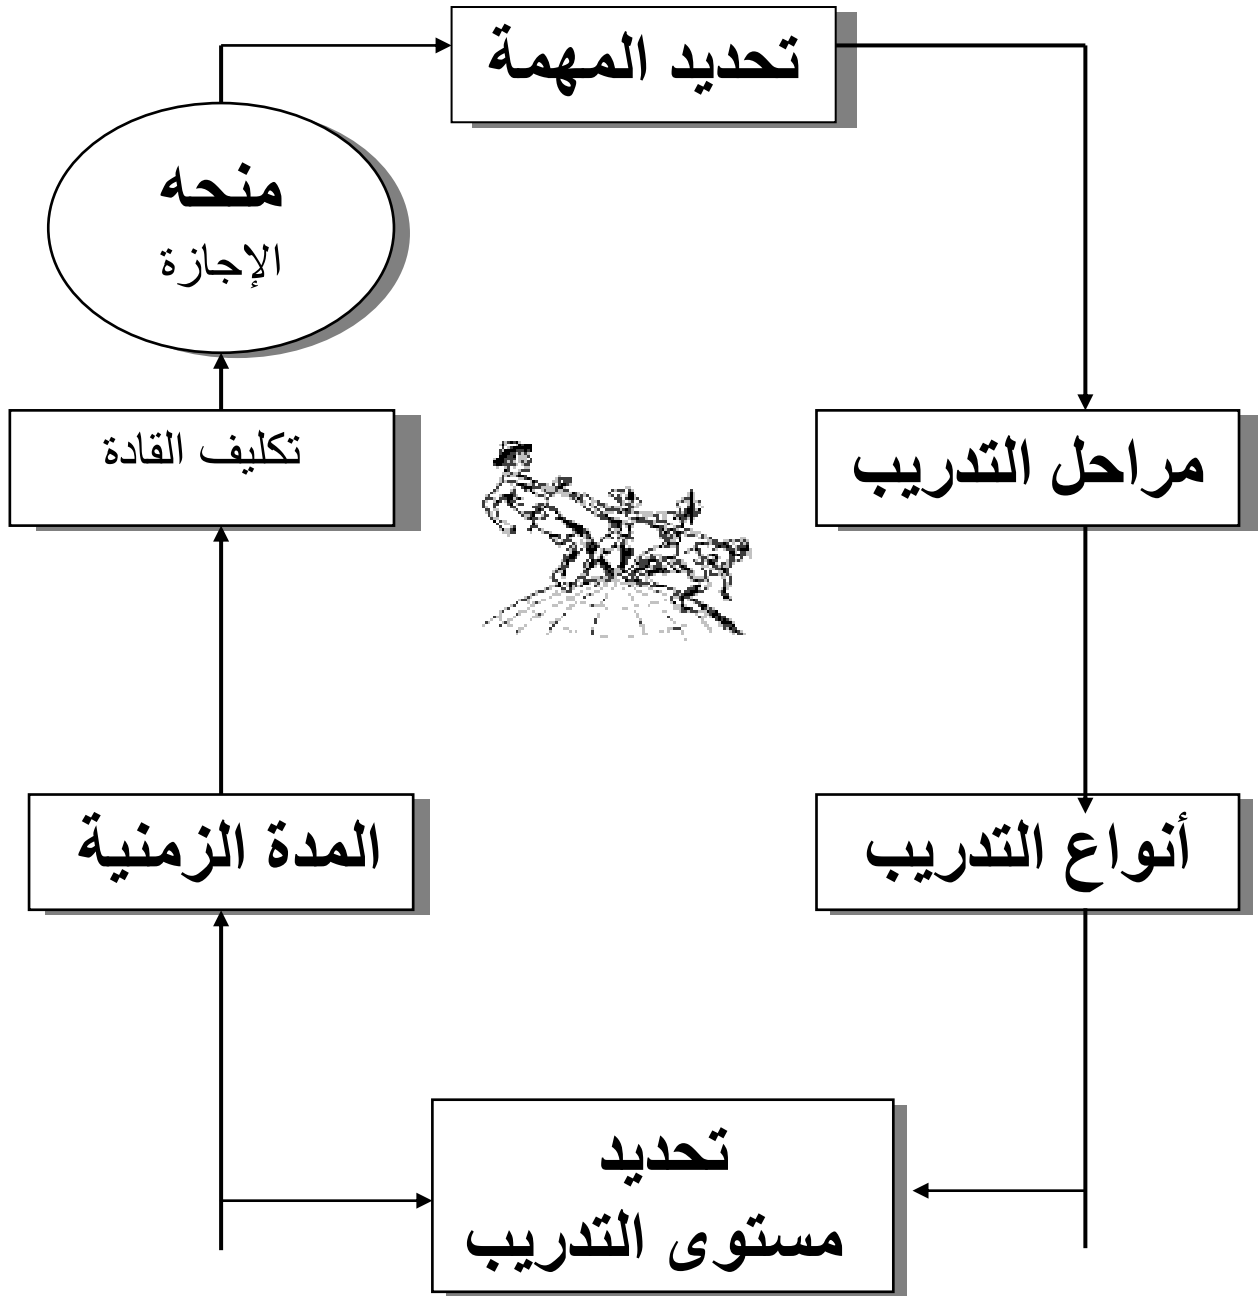 تحديد المهمة
منحه
الإجازة
تكليف القادة
مراحل التدريب
المدة الزمنية
أنواع التدريب
تحديد
مستوى التدريب